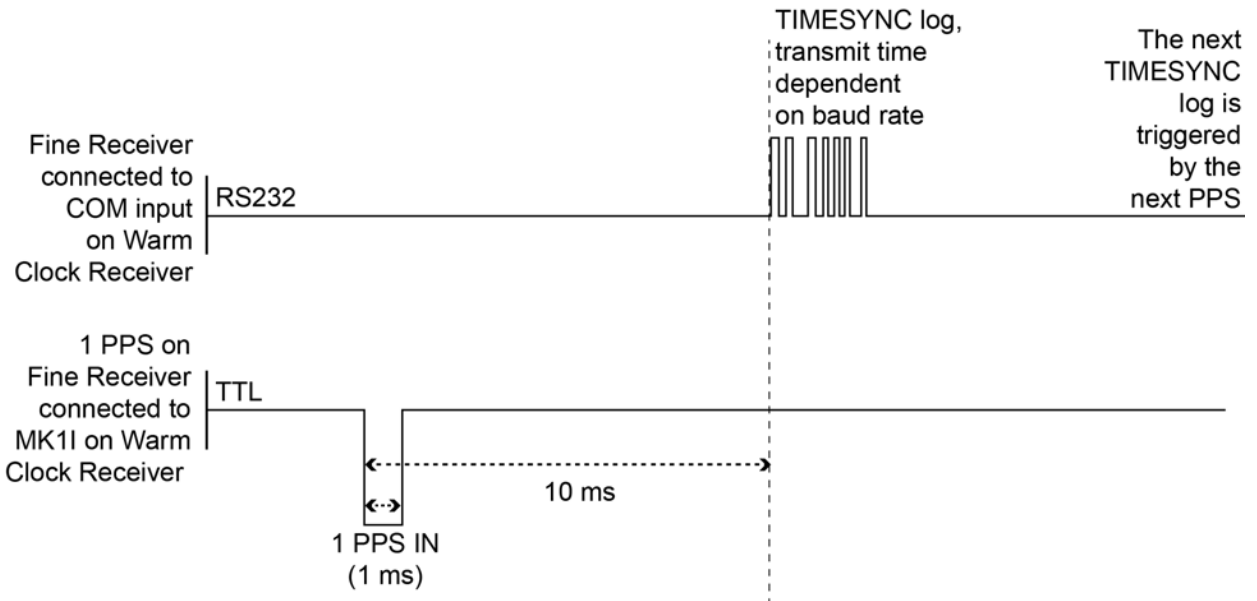 TIMESYNC log,
transmit time
dependent
on baud rate
The next
TIMESYNC
log is
triggered
by the
next PPS
Fine Receiver
connected to
COM input
on Warm
Clock Receiver
RS232
1 PPS on
Fine Receiver
connected to
MK1I on Warm
Clock Receiver
TTL
10 ms
1 PPS IN
(1 ms)